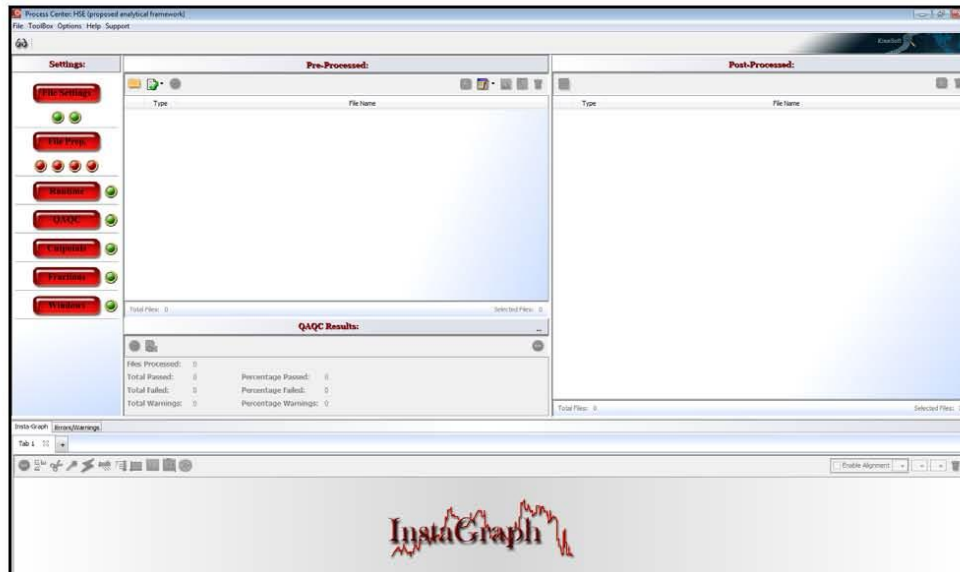 Process Center: HSE (proposed analytical framework)
File ToolBox Options Help Support
KineSoft
Settings:
Pre-Processed:
Post-Processed:
File Settings
Type File Name
Type File Name
File Prep.
Runtime
QAQC
Cutpoints
Fractions
Windows
Total Files: 0 Selected Files: 0
QAQC Results:
Files Processed: 0
Total Passed: 0 Percentage Passed: 0
Total Failed: 0 Percentage Failed: 0
Total Warnings: 0 Percentage Warnings: 0
Total Files: 0 Selected Files:
Insta-Graph Errors/Warnings
Tab 1
Enable Alignment
InstaGraph